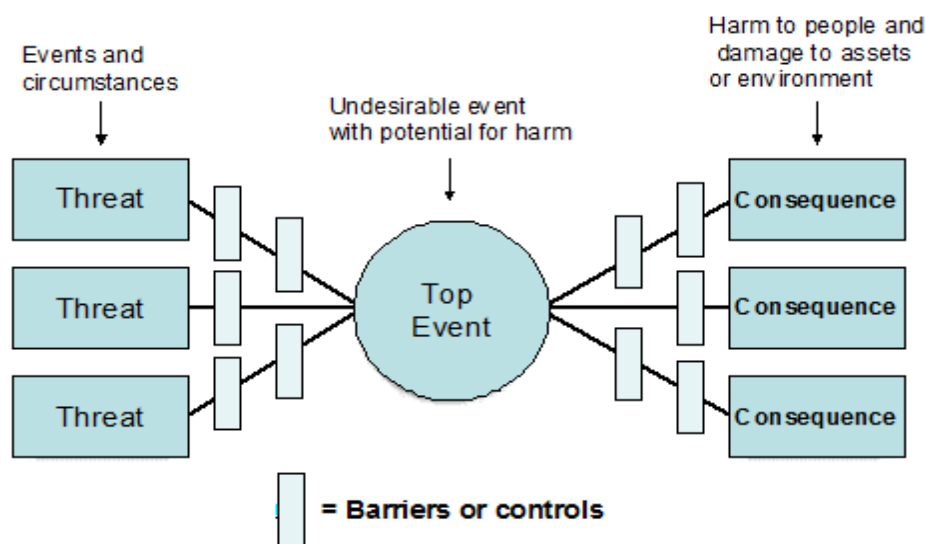 Events and
circumstances
Undesirable event
with potential for harm
Harm to people and
damage to assets
or environment
Threat
Threat
Threat
Top
Event
Consequence
Consequence
Consequence
= Barriers or controls